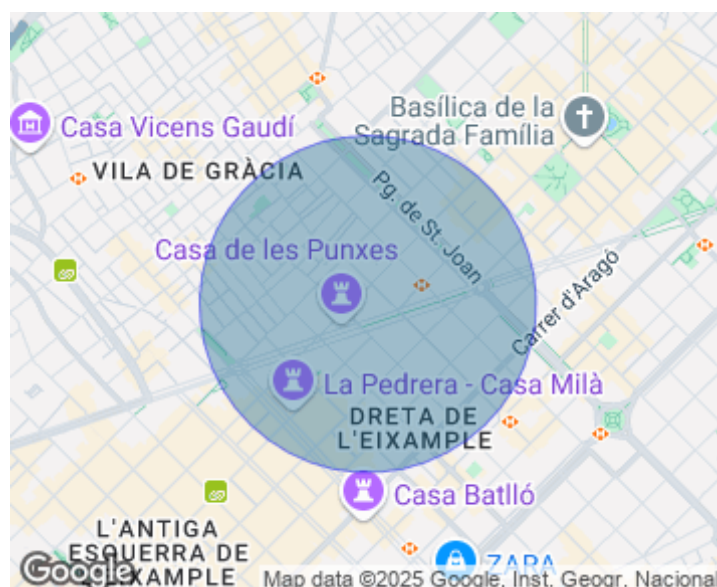 Basílica de la
Sagrada Família
Casa Vicens Gaudí
VILA DE GRÀCIA
Pg. de St. Joan
Casa de les Punxes
Carrer d'Aragó
La Pedrera - Casa Milà
DRETA DE
L'EIXAMPLE
Casa Batlló
L'ANTIGA
ESQUERRA DE
L'EIXAMPLE
ZARA
Google
Map data ©2025 Google, Inst. Geogr. Nacional